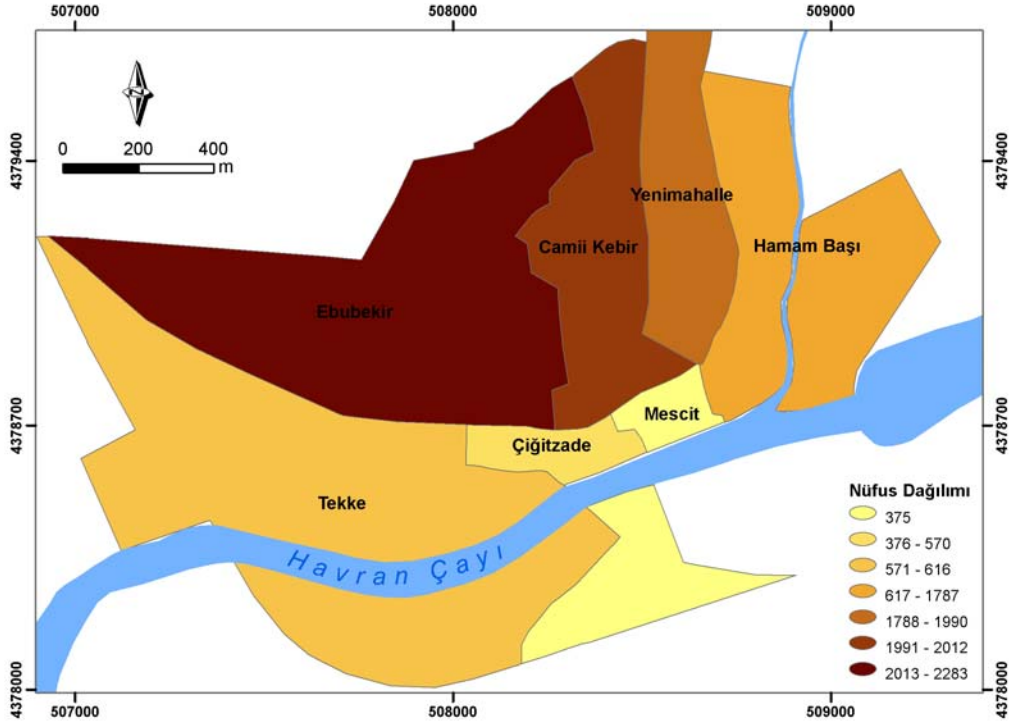 507000 508000 509000
4379400 4379400
4378700 4378700
4378000 4378000
N
0 200 400
m
Yenimahalle
Camii Kebir
Hamam Başı
Ebubekir
Mescit
Çiğitzade
Tekke
Havran Çayı
Nüfus Dağılımı
375
376 - 570
571 - 616
617 - 1787
1788 - 1990
1991 - 2012
2013 - 2283
507000 508000 509000